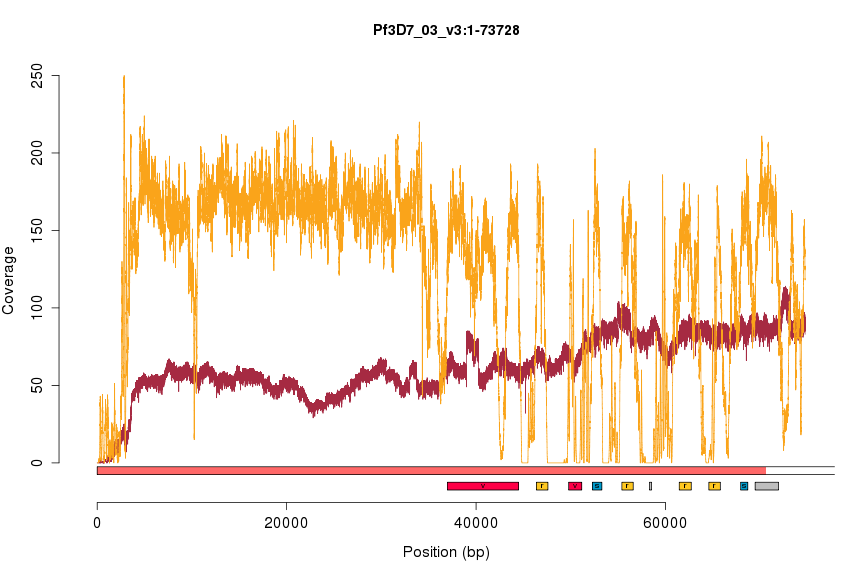 Pf3D7_03_v3:1-73728
Coverage
250
200
150
100
50
0
v r v s r r r s
0 20000 40000 60000
Position (bp)